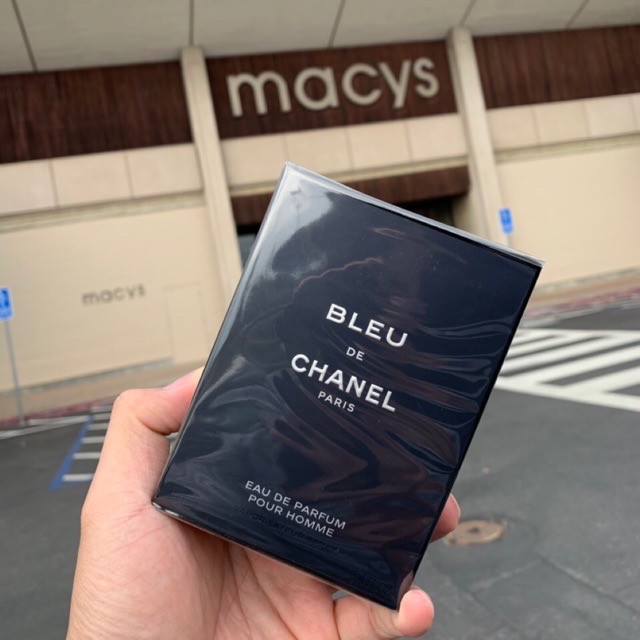 macys
macys
BLEU
DE
CHANEL
PARIS
EAU DE PARFUM
POUR HOMME